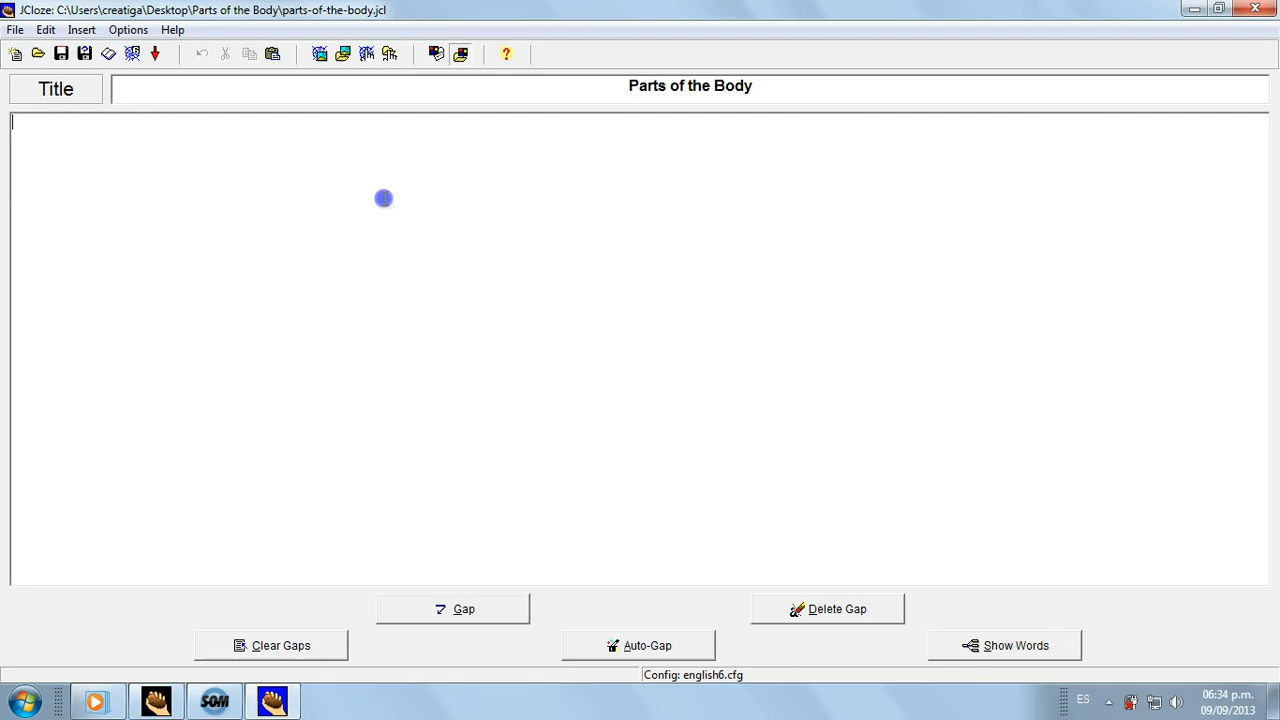 JCloze: C:\Users\creatiga\Desktop\Parts of the Body\parts-of-the-body.jcl
File Edit Insert Options Help
Title
Parts of the Body
Gap
Delete Gap
Clear Gaps
Auto-Gap
Show Words
Config: english6.cfg
SOM
ES
06:34 p.m.
09/09/2013